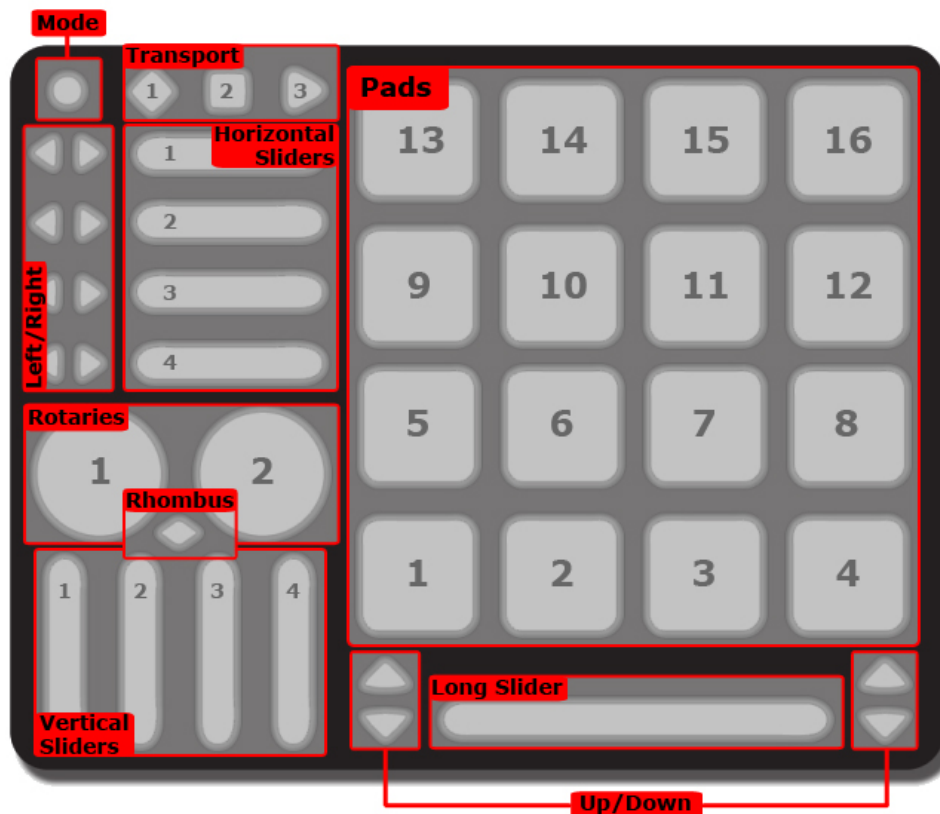 Mode
Transport
1 2 3
Pads
13 14 15 16
Horizontal
Sliders
1
2
3
4
Left/Right
9 10 11 12
Rotaries
1 2
Rhombus
5 6 7 8
1 2 3 4
Vertical
Sliders
1 2 3 4
Long Slider
Up/Down